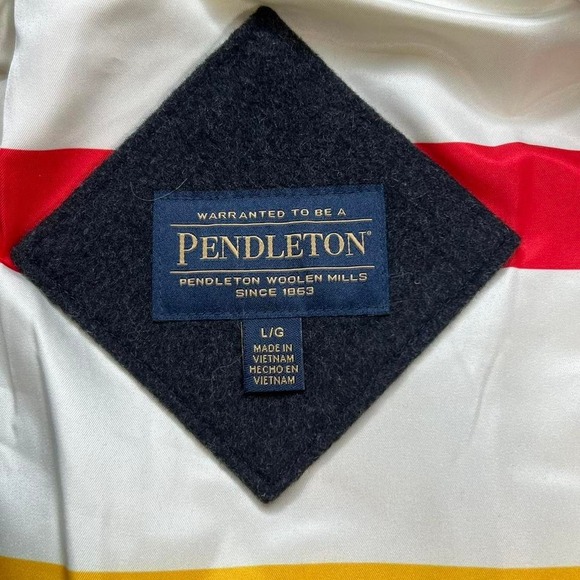 WARRANTED TO BE A
PENDLETON®
PENDLETON WOOLEN MILLS
SINCE 1863
L/G
MADE IN
VIETNAM
HECHO EN
VIETNAM